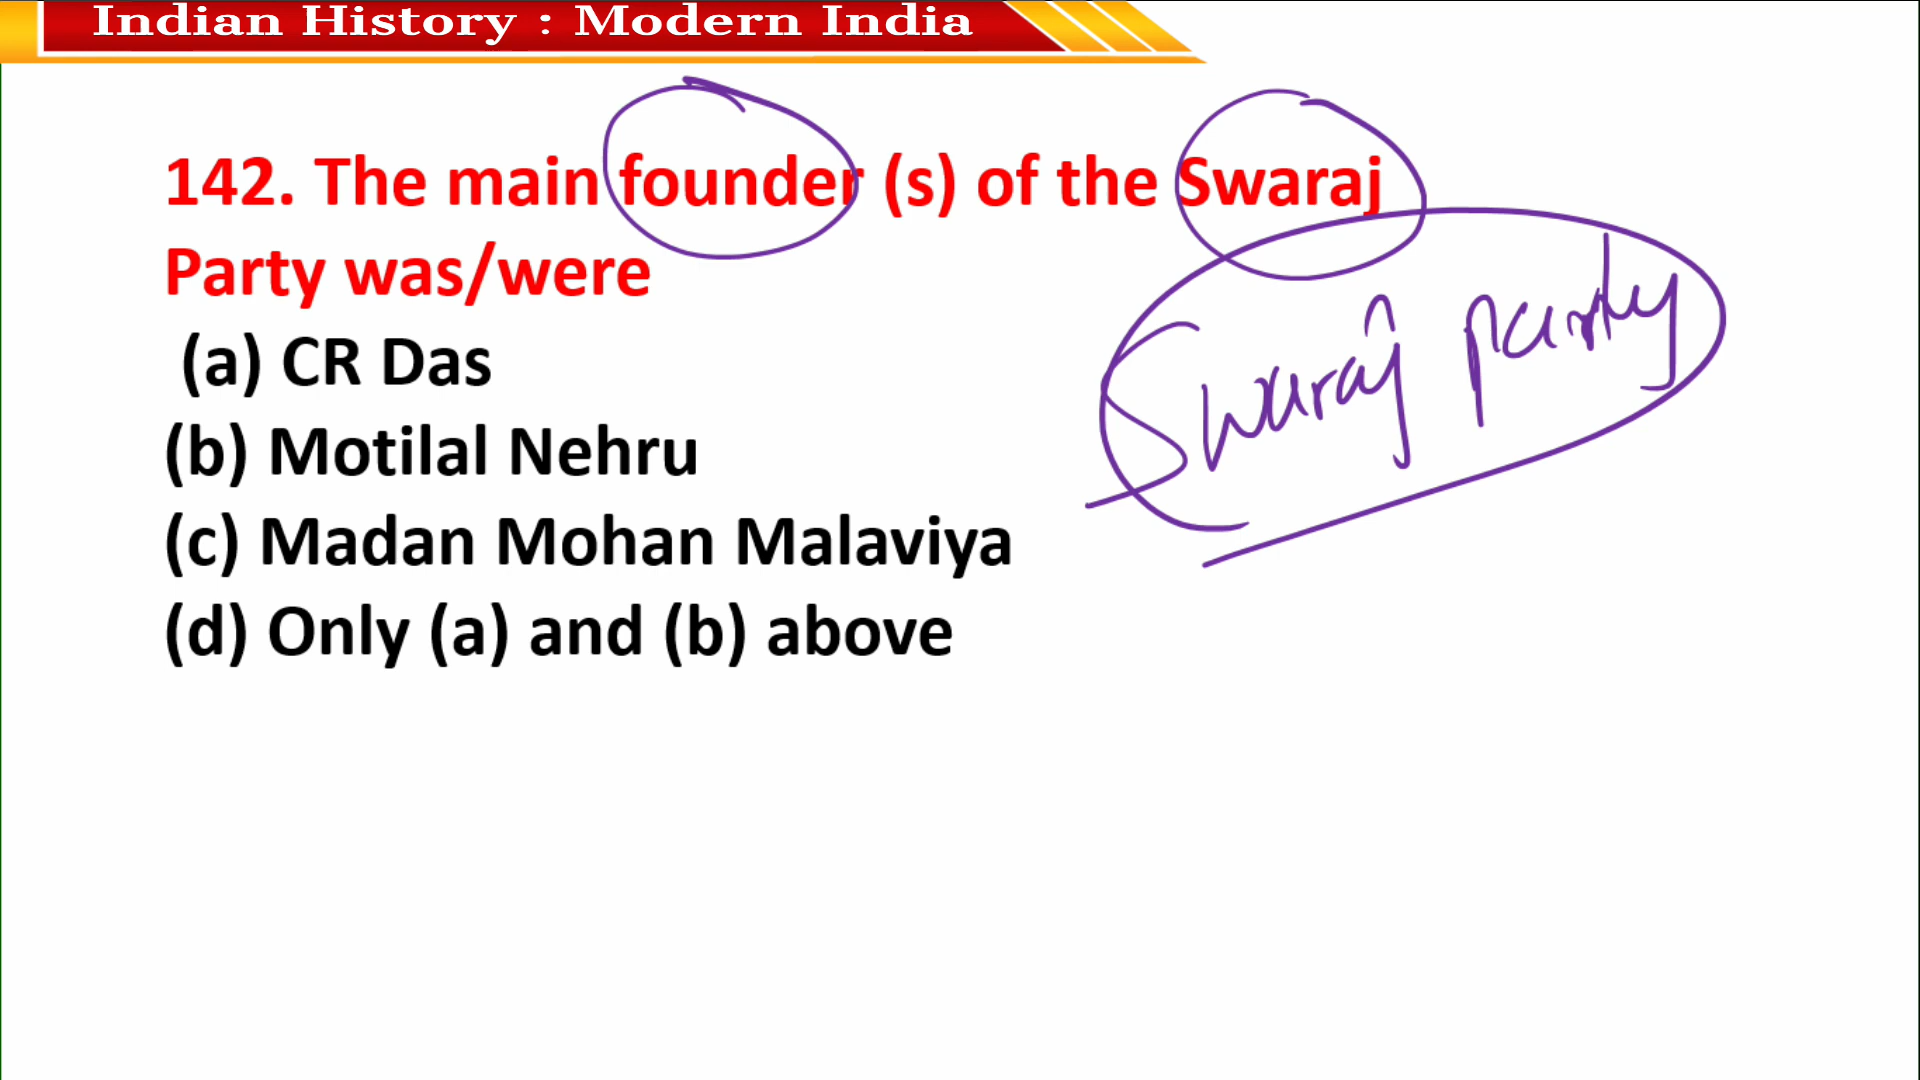 Indian History : Modern India
142. The main founder (s) of the Swaraj
Party was/were
Swaraj party
(a) CR Das
(b) Motilal Nehru
(c) Madan Mohan Malaviya
(d) Only (a) and (b) above